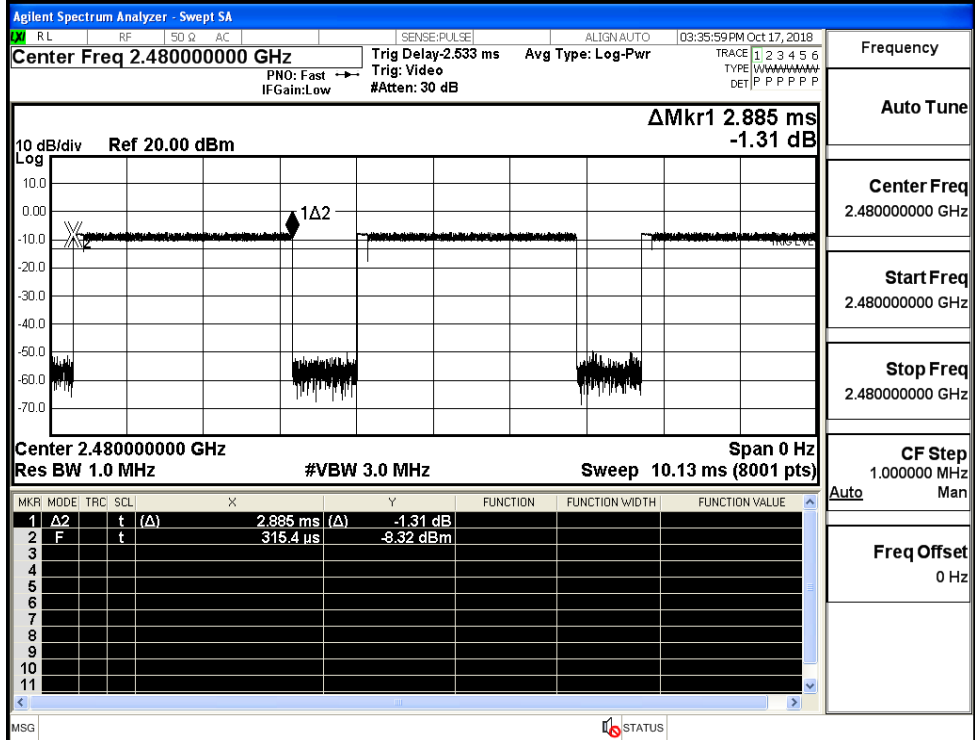 Agilent Spectrum Analyzer - Swept SA
LXI RL RF 50 Ω AC SENSE:PULSE ALIGN AUTO 03:35:59 PM Oct 17, 2018
Center Freq 2.480000000 GHz
PNO: Fast
IFGain:Low
Trig Delay-2.533 ms
Trig: Video
#Atten: 30 dB
Avg Type: Log-Pwr
TRACE 1 2 3 4 5 6
TYPE WWWWWW
DET P P P P P P
ΔMkr1 2.885 ms
-1.31 dB
10 dB/div Ref 20.00 dBm
Log
10.0
0.00
-10.0
-20.0
-30.0
-40.0
-50.0
-60.0
-70.0
1Δ2
2
TRIG LVL
Center 2.480000000 GHz Span 0 Hz
Res BW 1.0 MHz #VBW 3.0 MHz Sweep 10.13 ms (8001 pts)
MKR MODE TRC SCL X Y FUNCTION FUNCTION WIDTH FUNCTION VALUE
1 Δ2 t (Δ) 2.885 ms (Δ) -1.31 dB
2 F t 315.4 µs -8.32 dBm
3
4
5
6
7
8
9
10
11
MSG STATUS
Frequency
Auto Tune
Center Freq
2.480000000 GHz
Start Freq
2.480000000 GHz
Stop Freq
2.480000000 GHz
CF Step
1.000000 MHz
Auto Man
Freq Offset
0 Hz